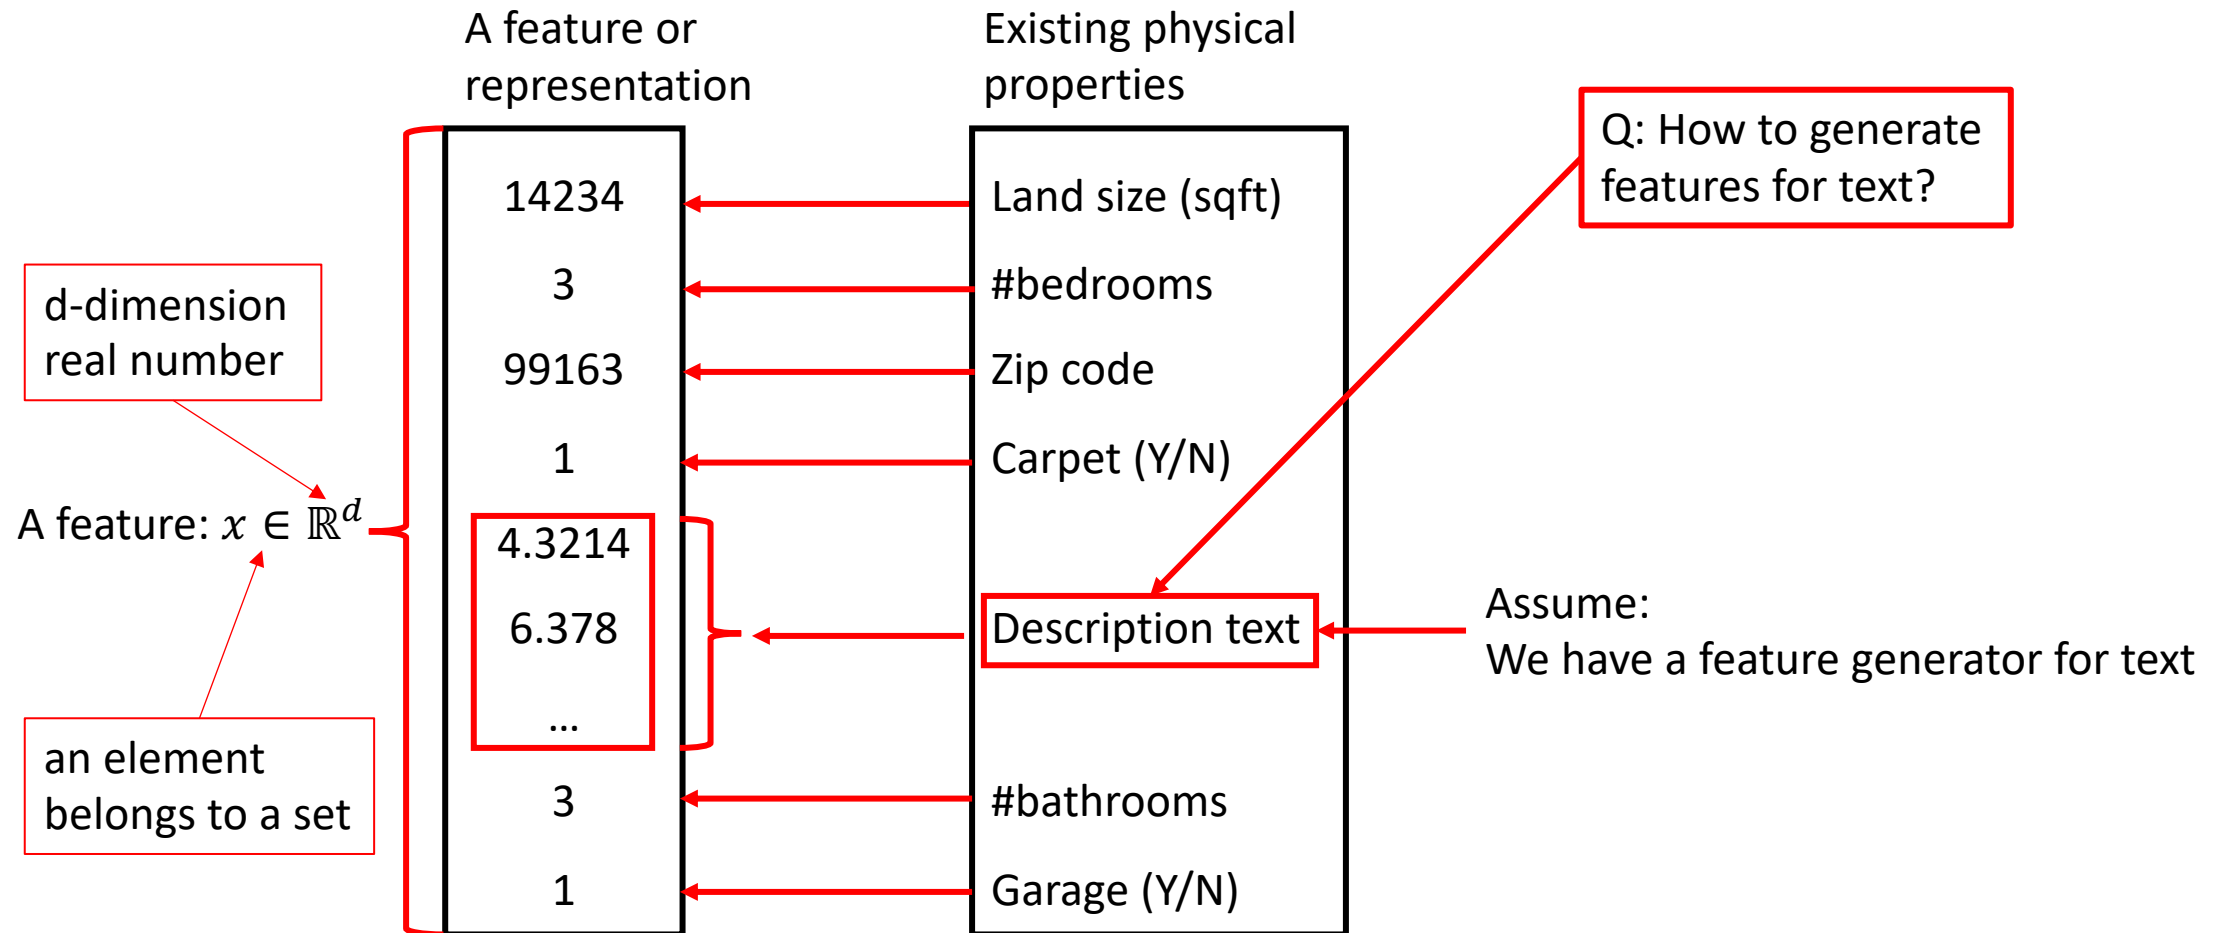 A feature or
representation
Existing physical
properties
Q: How to generate
features for text?
14234
Land size (sqft)
3
#bedrooms
d-dimension
real number
99163
Zip code
1
Carpet (Y/N)
A feature: 𝑥 ∈ ℝ^𝑑
4.3214
6.378
...
Description text
Assume:
We have a feature generator for text
an element
belongs to a set
3
#bathrooms
1
Garage (Y/N)